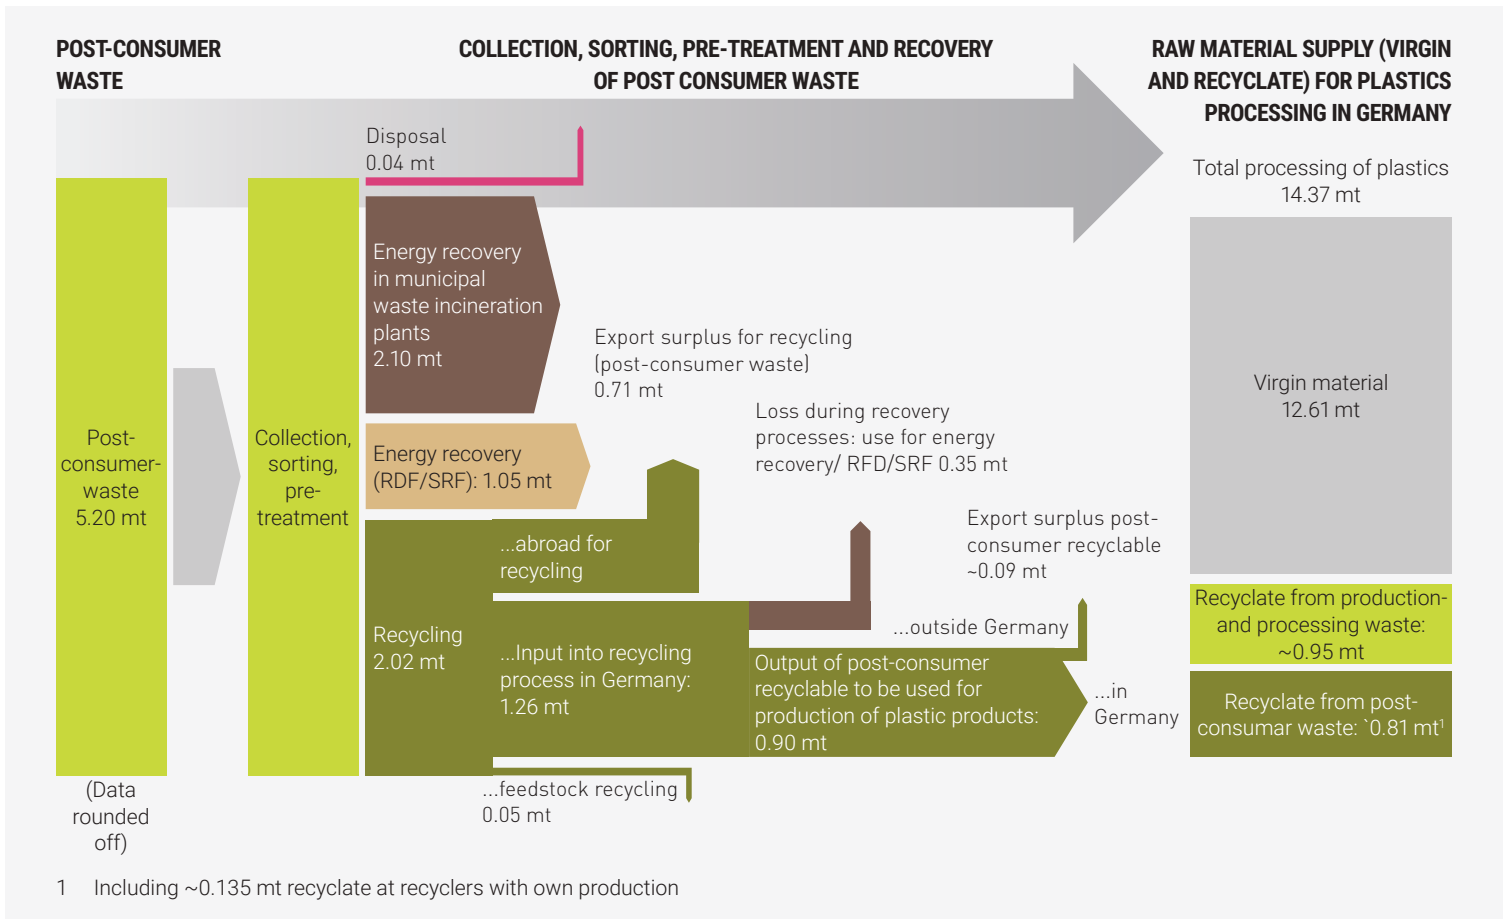 POST-CONSUMER
WASTE
COLLECTION, SORTING, PRE-TREATMENT AND RECOVERY
OF POST CONSUMER WASTE
RAW MATERIAL SUPPLY (VIRGIN
AND RECYCLATE) FOR PLASTICS
PROCESSING IN GERMANY
Disposal
0.04 mt
Total processing of plastics
14.37 mt
Energy recovery
in municipal
waste incineration
plants
2.10 mt
Export surplus for recycling
(post-consumer waste)
0.71 mt
Virgin material
12.61 mt
Loss during recovery
processes: use for energy
recovery/ RFD/SRF 0.35 mt
Post-
consumer-
waste
5.20 mt
Collection,
sorting,
pre-
treatment
Energy recovery
(RDF/SRF): 1.05 mt
Export surplus post-
consumer recyclable
~0.09 mt
...abroad for
recycling
Recycling
2.02 mt
...Input into recycling
process in Germany:
1.26 mt
...outside Germany
Output of post-consumer
recyclable to be used for
production of plastic products:
0.90 mt
...in
Germany
Recyclate from production-
and processing waste:
~0.95 mt
Recyclate from post-
consumar waste: `0.81 mt¹
...feedstock recycling
0.05 mt
(Data
rounded
off)
1 Including ~0.135 mt recyclate at recyclers with own production